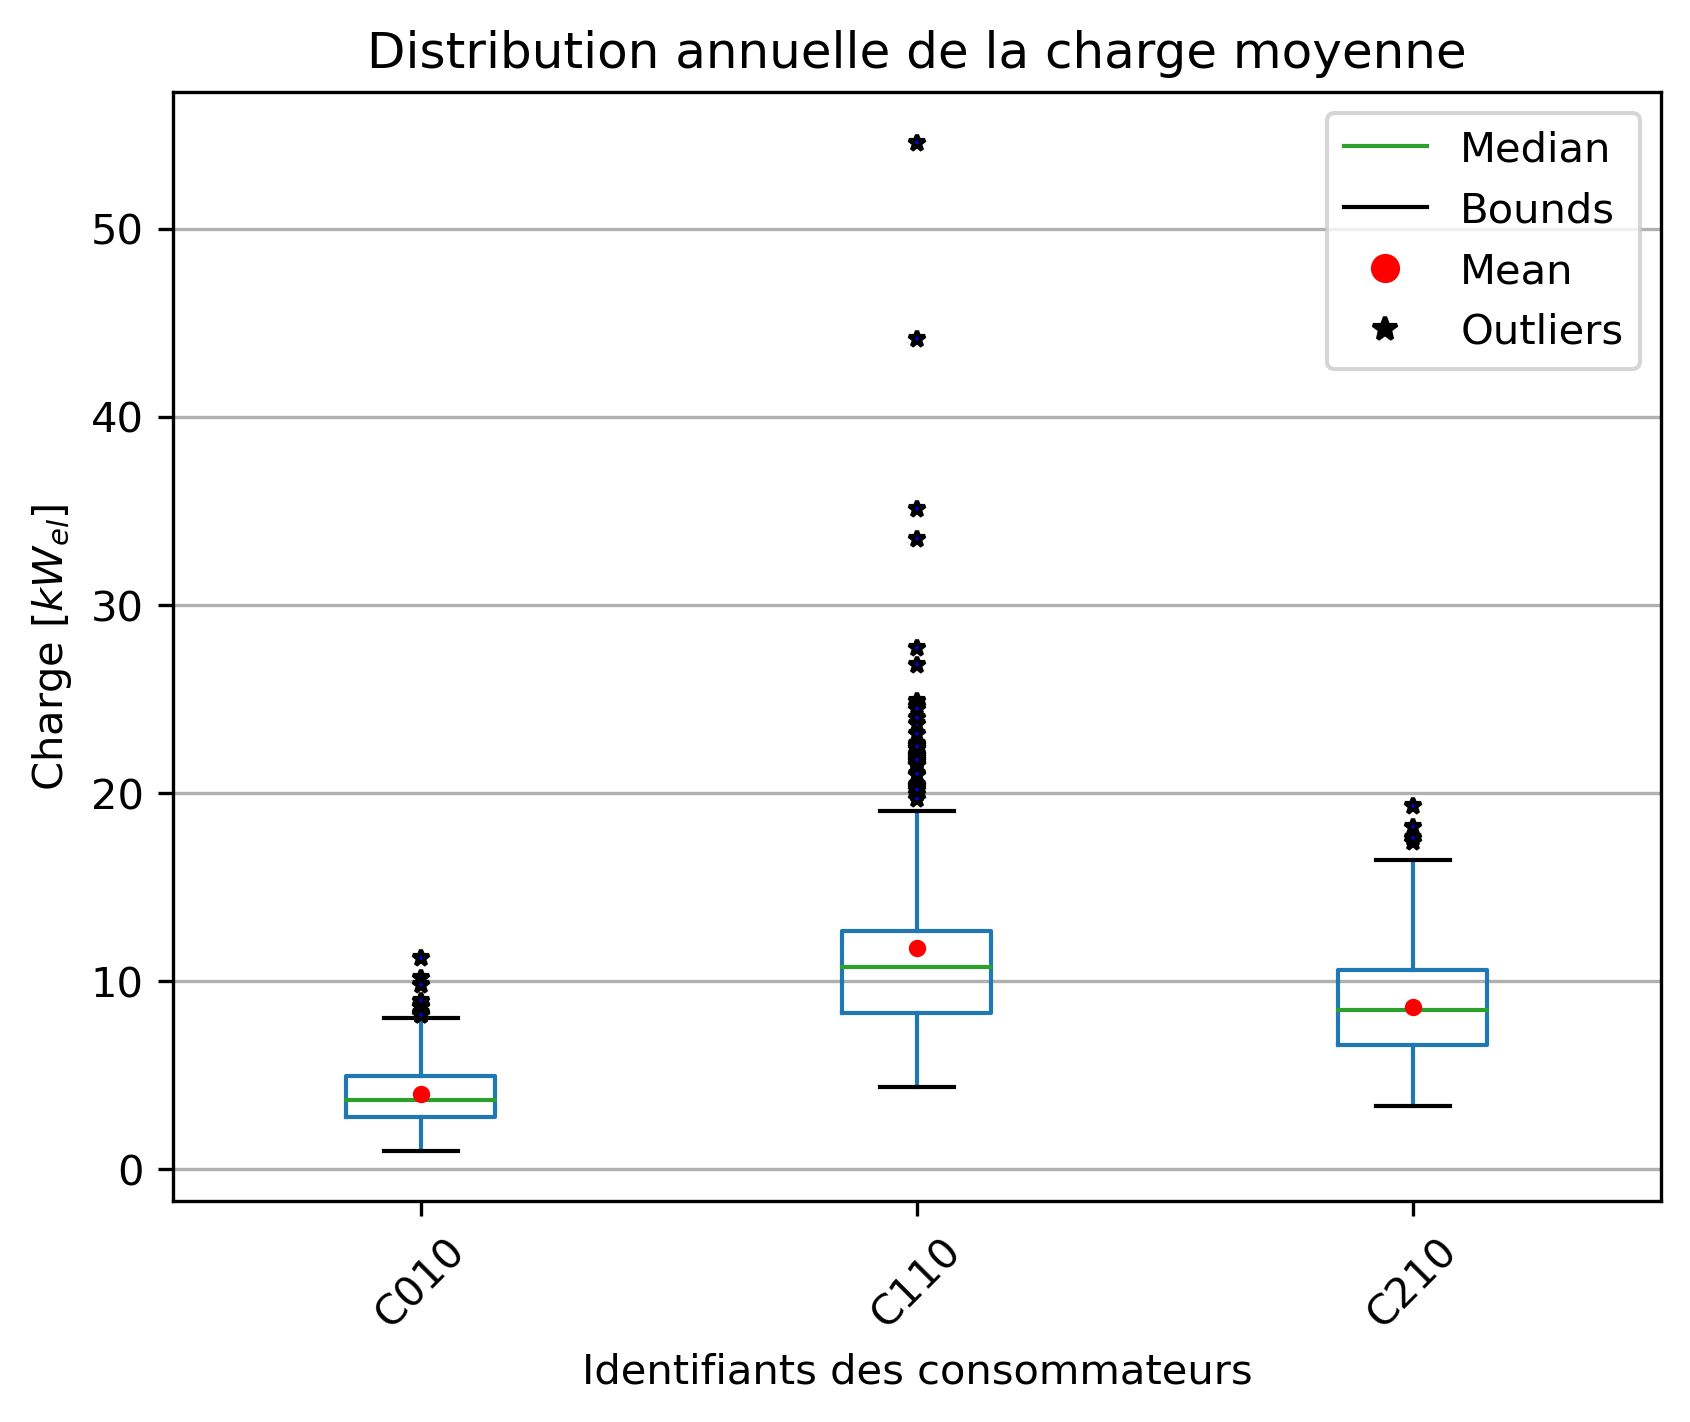 Distribution annuelle de la charge moyenne
Median
Bounds
Mean
Outliers
50
40
30
20
10
0
Charge [kW_el]
C010
C110
C210
Identifiants des consommateurs